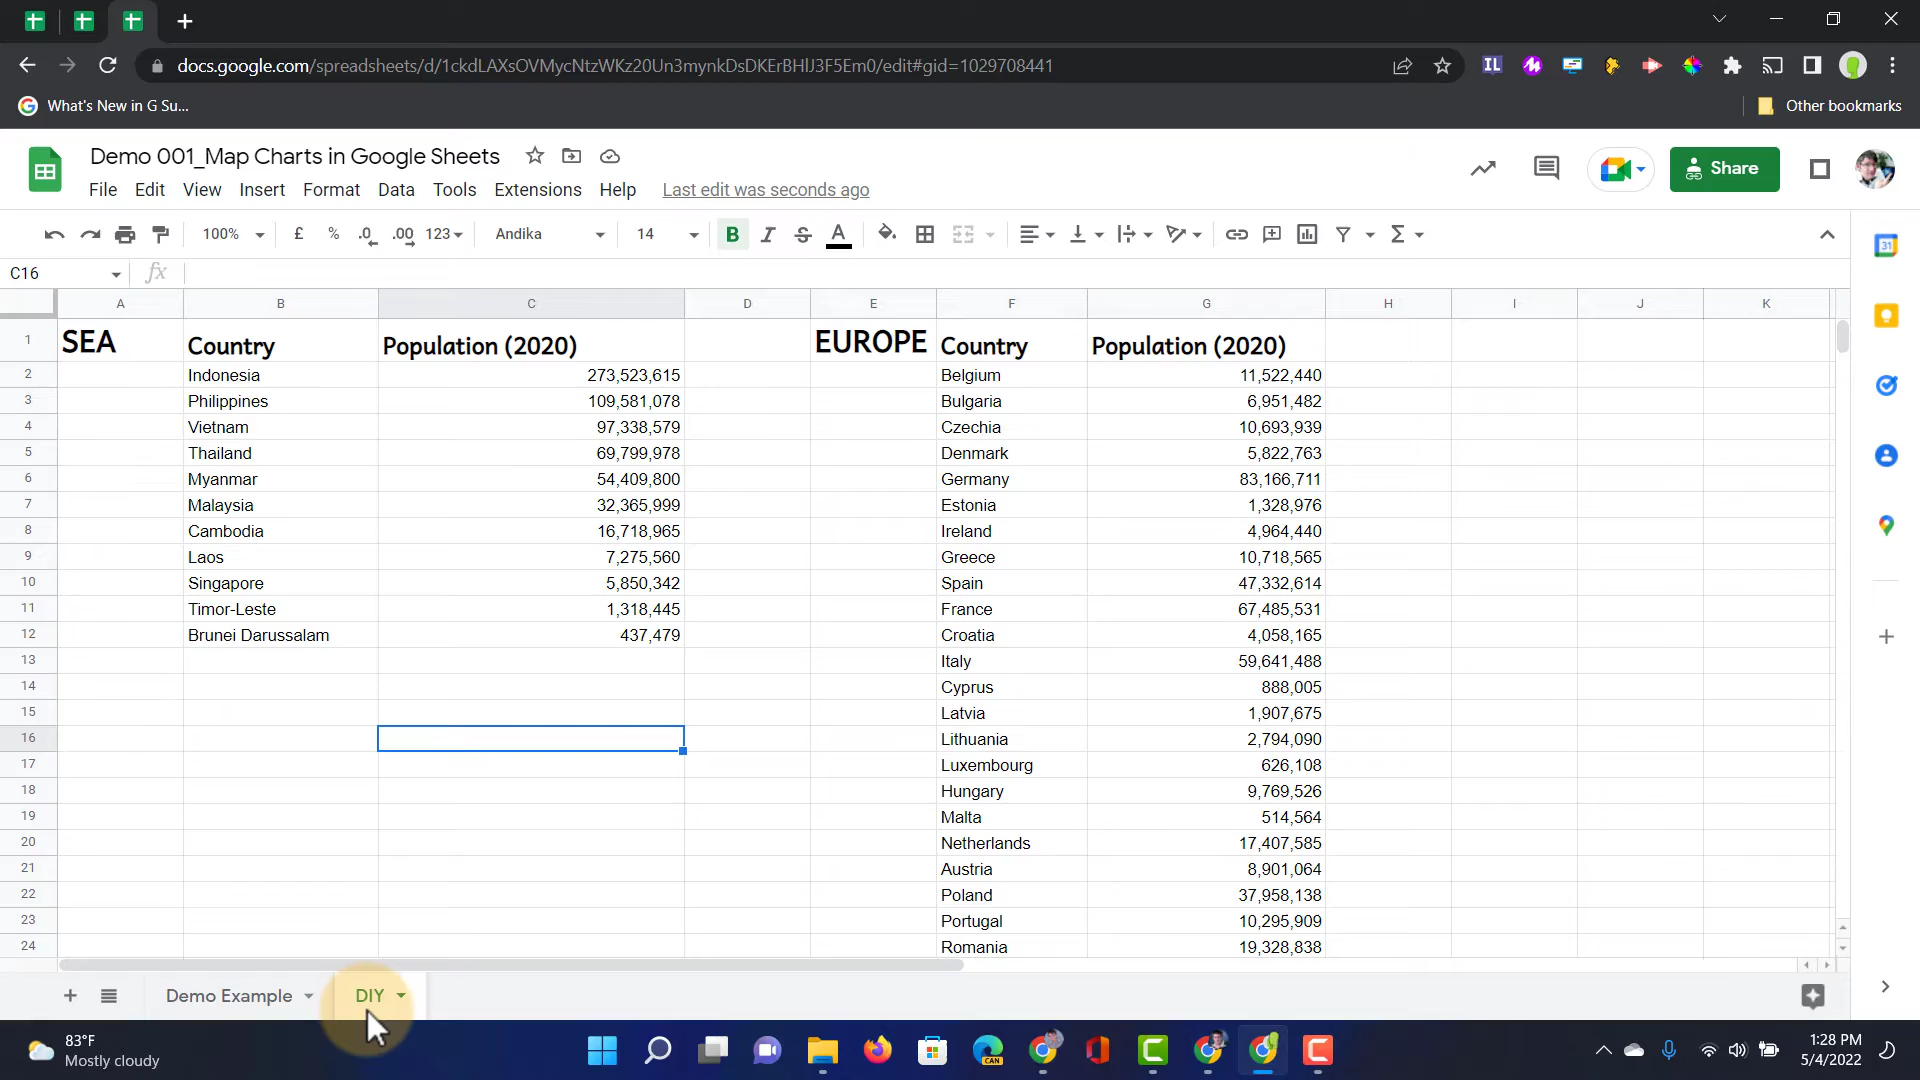 docs.google.com/spreadsheets/d/1ckdLAXsOVMycNtzWKz20Un3mynkDsDKErBHlJ3F5Em0/edit#gid=1029708441
IL
What's New in G Su...
Other bookmarks
Demo 001_Map Charts in Google Sheets
Share
File Edit View Insert Format Data Tools Extensions Help Last edit was seconds ago
100% £ % .0 .00 123 Andika 14 B I S A Σ
31
C16 fx
A B C D E F G H I J K
1 SEA Country Population (2020) EUROPE Country Population (2020)
2 Indonesia 273,523,615 Belgium 11,522,440
3 Philippines 109,581,078 Bulgaria 6,951,482
4 Vietnam 97,338,579 Czechia 10,693,939
5 Thailand 69,799,978 Denmark 5,822,763
6 Myanmar 54,409,800 Germany 83,166,711
7 Malaysia 32,365,999 Estonia 1,328,976
8 Cambodia 16,718,965 Ireland 4,964,440
9 Laos 7,275,560 Greece 10,718,565
10 Singapore 5,850,342 Spain 47,332,614
11 Timor-Leste 1,318,445 France 67,485,531
12 Brunei Darussalam 437,479 Croatia 4,058,165
13 Italy 59,641,488
14 Cyprus 888,005
15 Latvia 1,907,675
16 Lithuania 2,794,090
17 Luxembourg 626,108
18 Hungary 9,769,526
19 Malta 514,564
20 Netherlands 17,407,585
21 Austria 8,901,064
22 Poland 37,958,138
23 Portugal 10,295,909
24 Romania 19,328,838
Demo Example DIY
83°F
Mostly cloudy
CAN
1:28 PM
5/4/2022